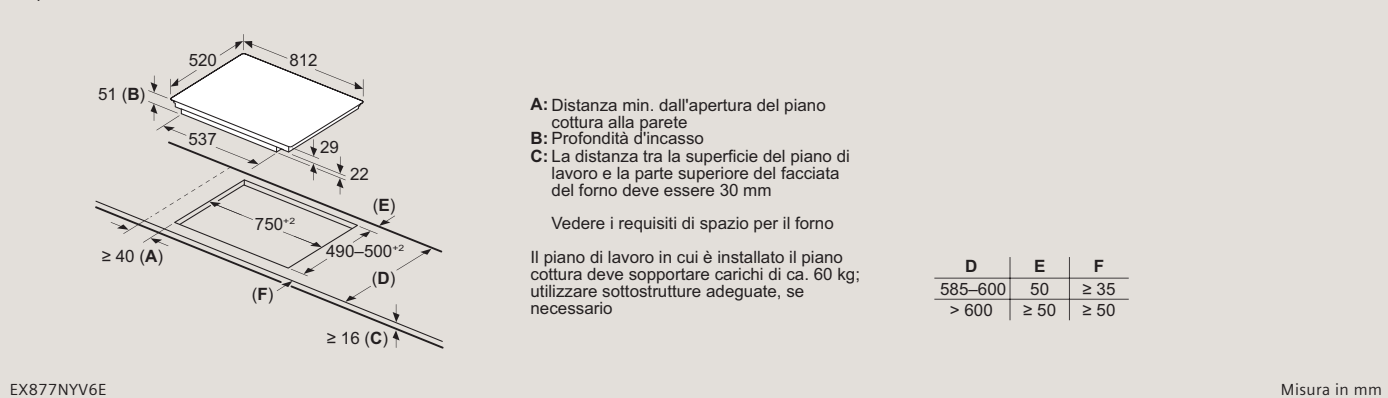 520
812
51 (B)
537
29
22
(E)
750⁺²
490–500⁺²
≥ 40 (A)
(D)
(F)
≥ 16 (C)
A: Distanza min. dall'apertura del piano
cottura alla parete
B: Profondità d'incasso
C: La distanza tra la superficie del piano di
lavoro e la parte superiore del facciata
del forno deve essere 30 mm
Vedere i requisiti di spazio per il forno
Il piano di lavoro in cui è installato il piano
cottura deve sopportare carichi di ca. 60 kg;
utilizzare sottostrutture adeguate, se
necessario
D E F
585–600 50 ≥ 35
> 600 ≥ 50 ≥ 50
EX877NYV6E
Misura in mm